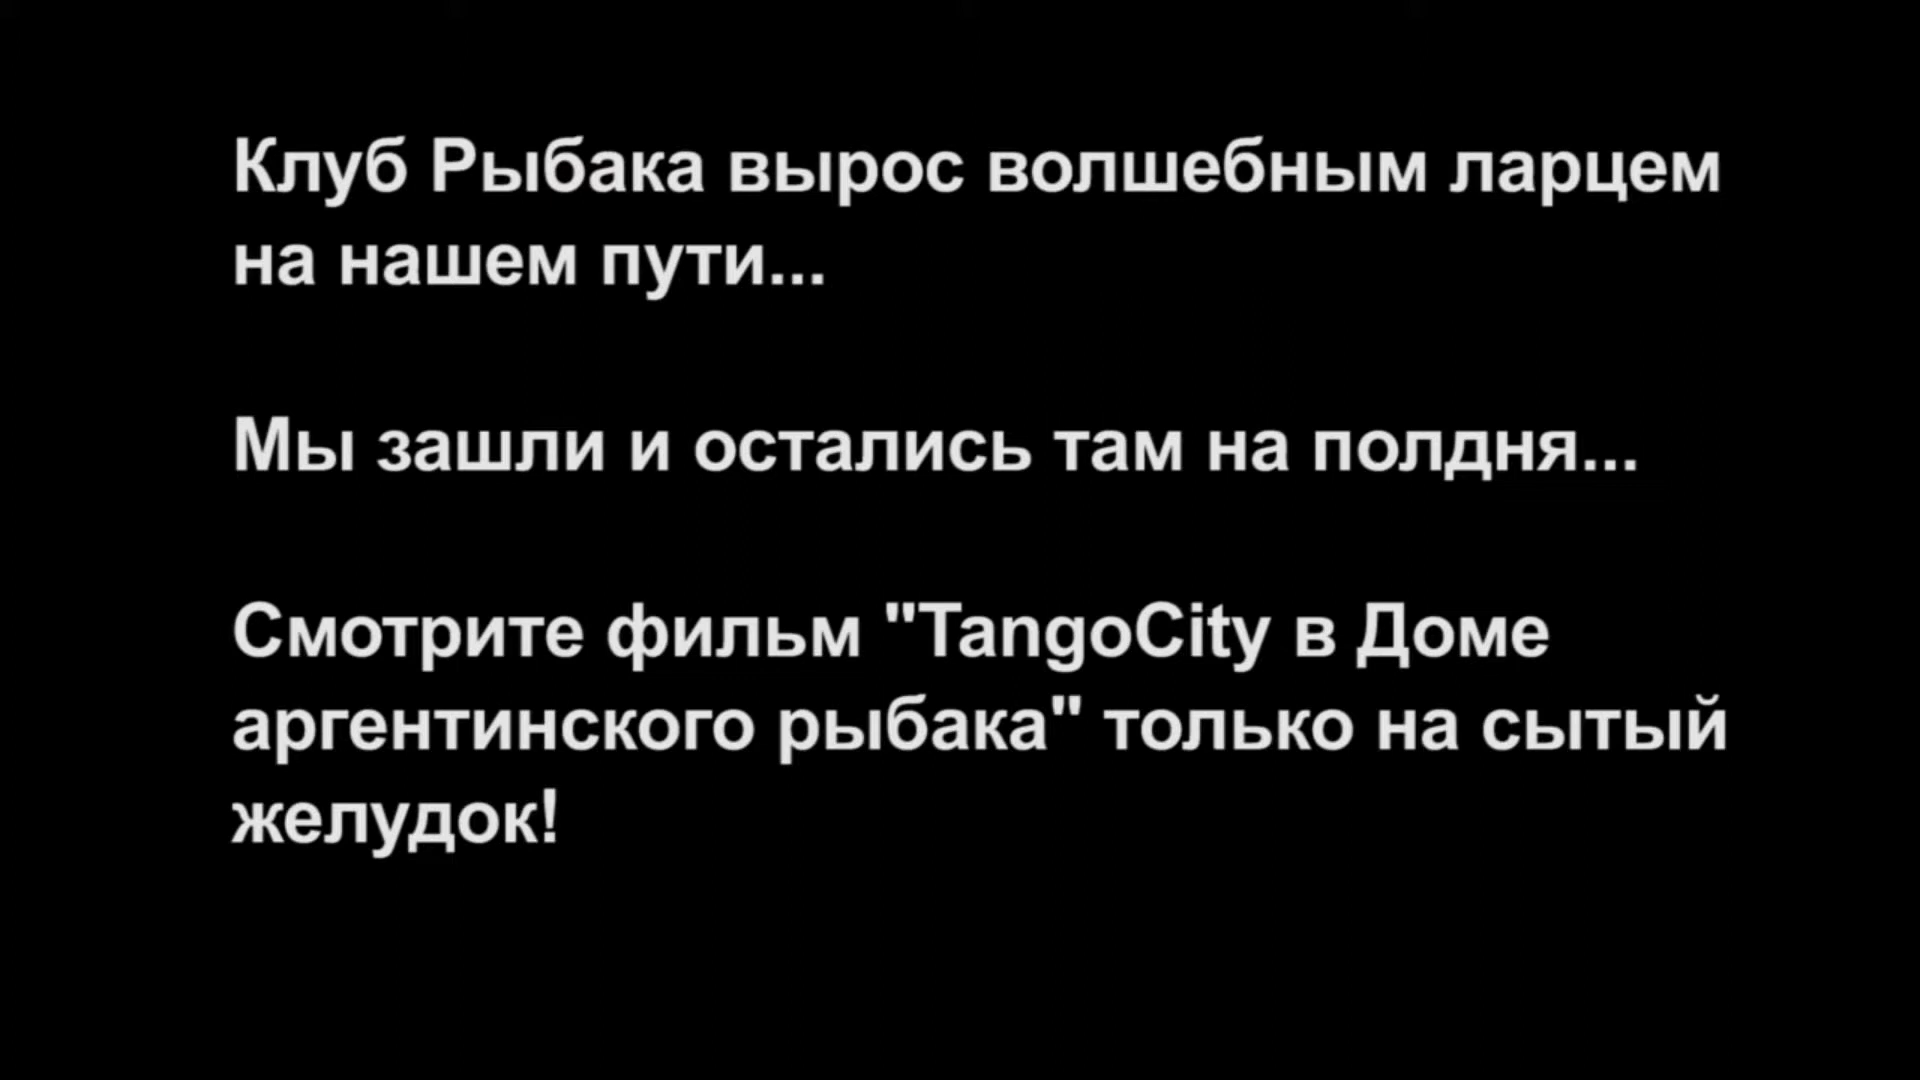 Клуб Рыбака вырос волшебным ларцем
на нашем пути...
Мы зашли и остались там на полдня...
Смотрите фильм "TangoCity в Доме
аргентинского рыбака" только на сытый
желудок!